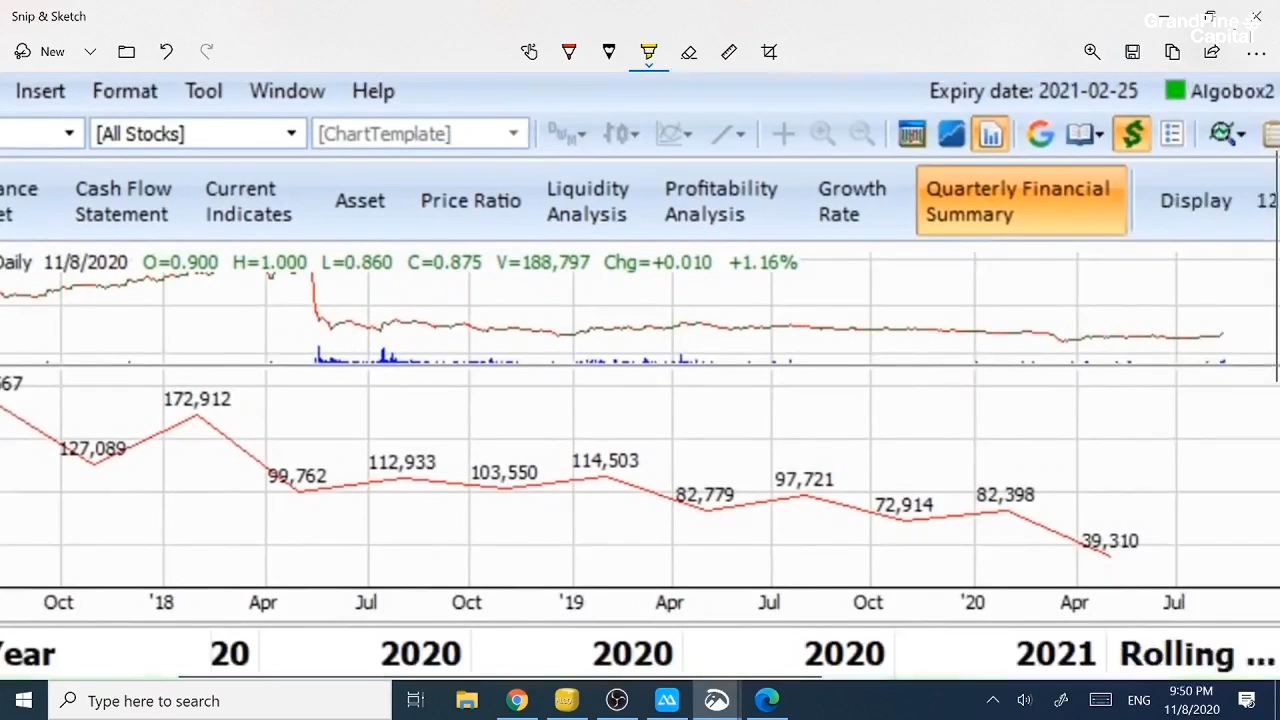 Snip & Sketch
GrandPine
Capital
New
Insert Format Tool Window Help Expiry date: 2021-02-25 Algobox2
[All Stocks] [ChartTemplate]
ance Cash Flow Current Asset Price Ratio Liquidity Profitability Growth Quarterly Financial Display 12
et Statement Indicates Analysis Analysis Rate Summary
Daily 11/8/2020 O=0.900 H=1.000 L=0.860 C=0.875 V=188,797 Chg=+0.010 +1.16%
567
172,912
127,089
99,762
112,933
103,550
114,503
82,779
97,721
72,914
82,398
39,310
Oct '18 Apr Jul Oct '19 Apr Jul Oct '20 Apr Jul
Year 20 2020 2020 2020 2021 Rolling ...
Type here to search
ENG
9:50 PM
11/8/2020